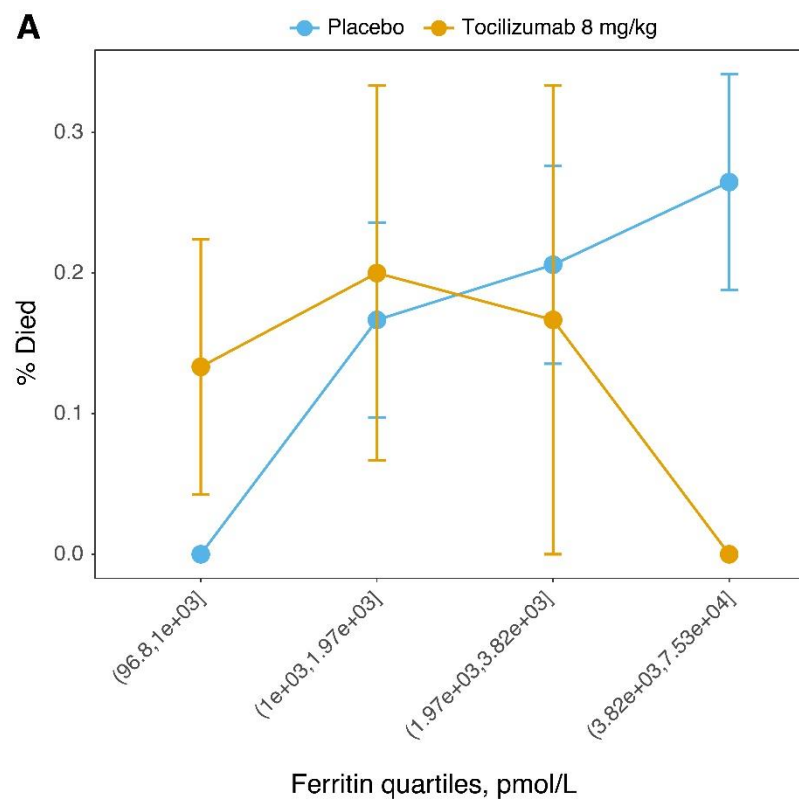 A
Placebo Tocilizumab 8 mg/kg
% Died
0.3
0.2
0.1
0.0
(96.8,1e+03]
(1e+03,1.97e+03]
(1.97e+03,3.82e+03]
(3.82e+03,7.53e+04]
Ferritin quartiles, pmol/L